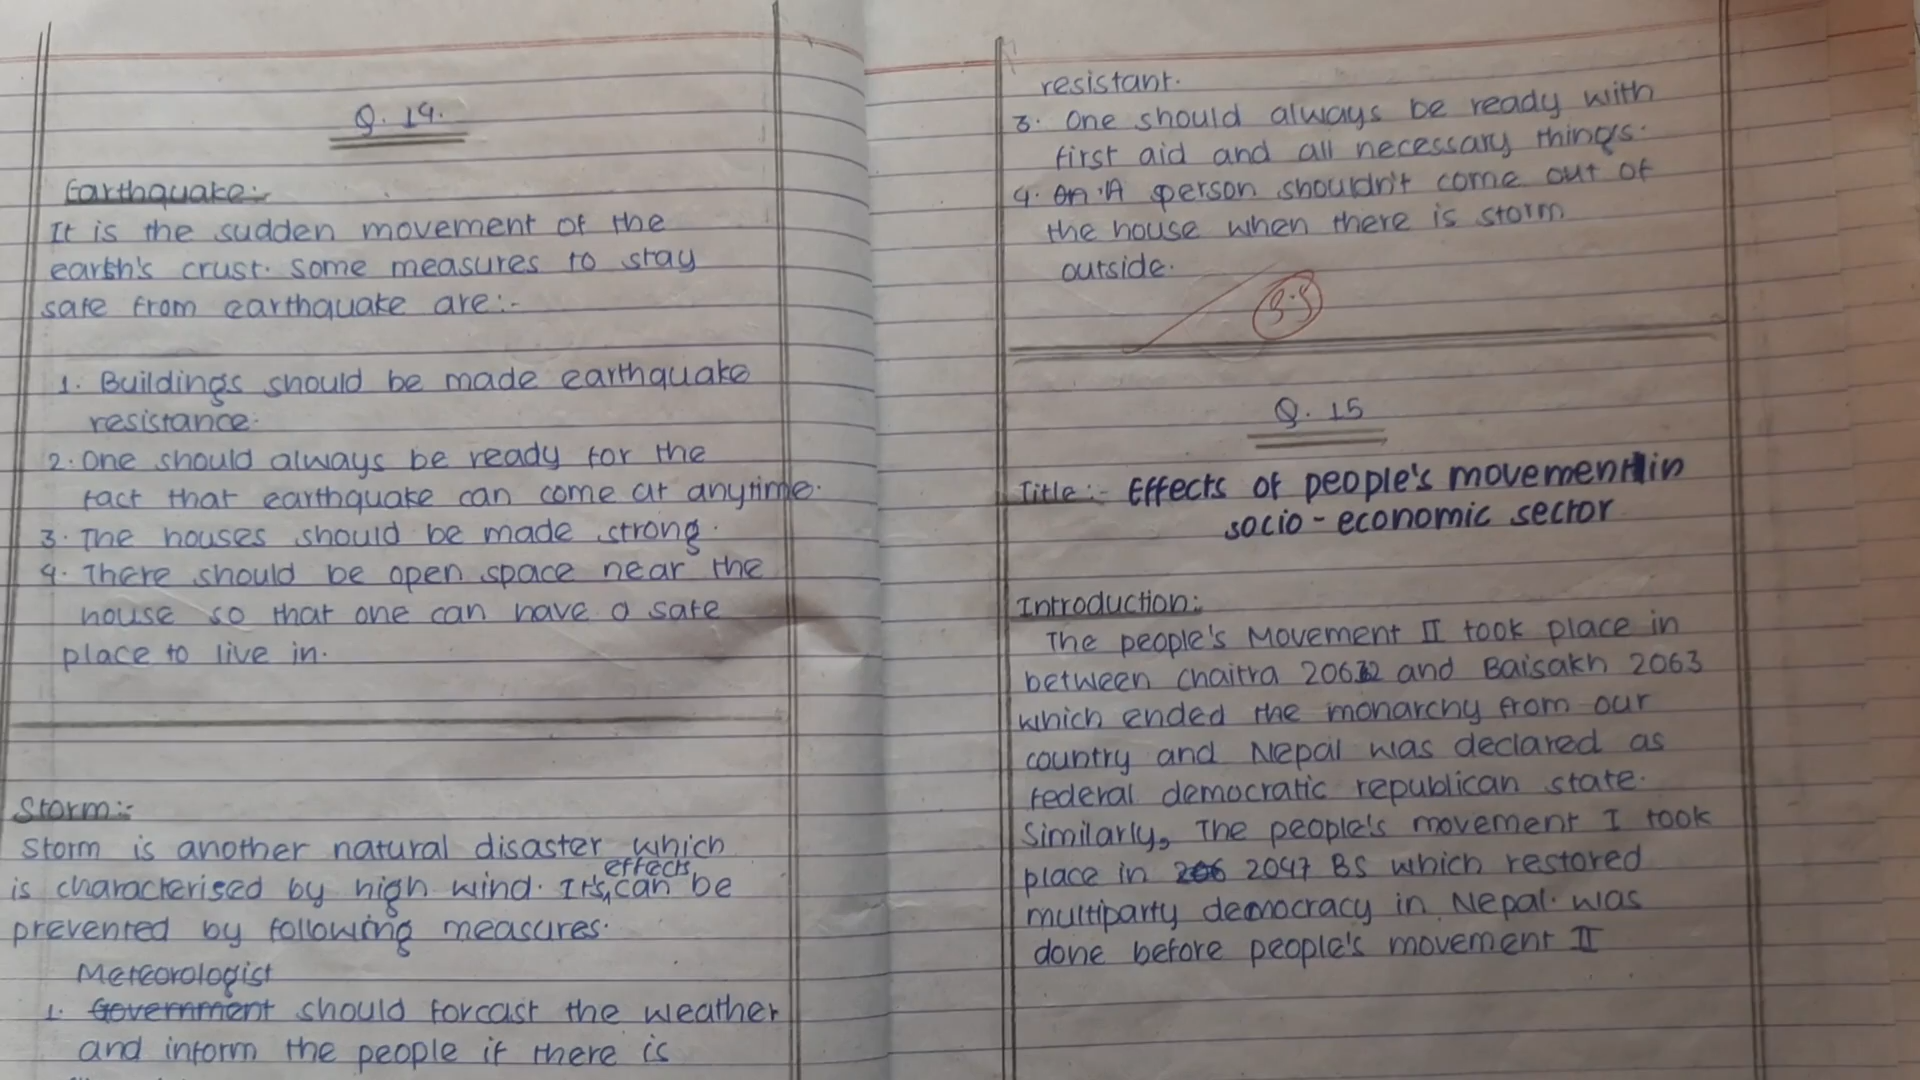 Q. 14.
Earthquake:-
It is the sudden movement of the
earth's crust. Some measures to stay
safe from earthquake are:-
1. Buildings should be made earthquake
resistance.
2. One should always be ready for the
fact that earthquake can come at anytime.
3. The houses should be made strong.
4. There should be open space near the
house so that one can have a safe
place to live in.
Storm:-
Storm is another natural disaster which
is characterised by high wind. It's effects can be
prevented by following measures.
Meteorologist
1. Government should forcast the weather
and inform the people if there is
resistant.
3. One should always be ready with
first aid and all necessary things.
4. On A person shouldn't come out of
the house when there is storm
outside.
3.5
Q. 15
Title:- Effects of people's movement in
socio-economic sector
Introduction:-
The people's Movement II took place in
between chaitra 2062 and Baisakh 2063
which ended the monarchy from our
country and Nepal was declared as
federal democratic republican state.
Similarly, The people's movement I took
place in 206 2047 BS which restored
multiparty democracy in Nepal. was
done before people's movement II